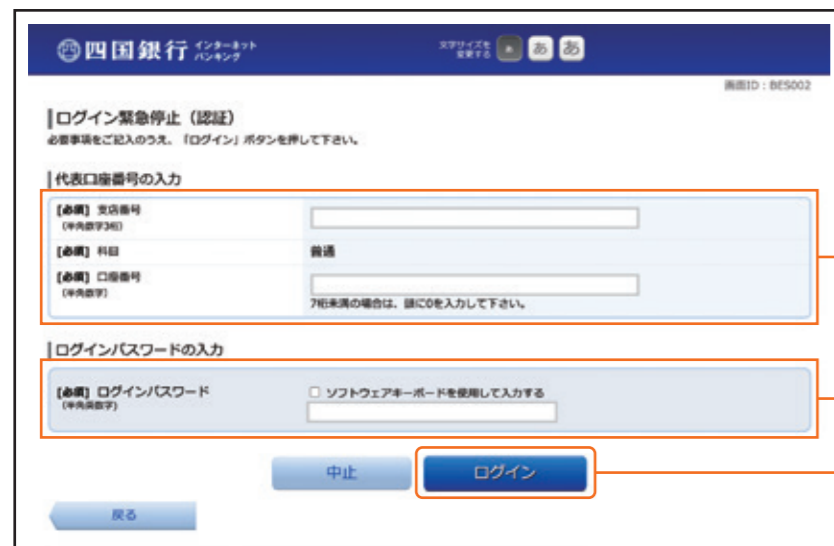 四国銀行 インターネット バンキング
文字サイズを変更する あ あ あ
画面ID：BES002
ログイン緊急停止（認証）
必要事項をご記入のうえ、「ログイン」ボタンを押して下さい。
代表口座番号の入力
【必須】支店番号
（半角数字3桁）
【必須】科目 普通
【必須】口座番号
（半角数字）
7桁未満の場合は、頭に0を入力して下さい。
ログインパスワードの入力
【必須】ログインパスワード
（半角英数字）
ソフトウェアキーボードを使用して入力する
中止 ログイン
戻る